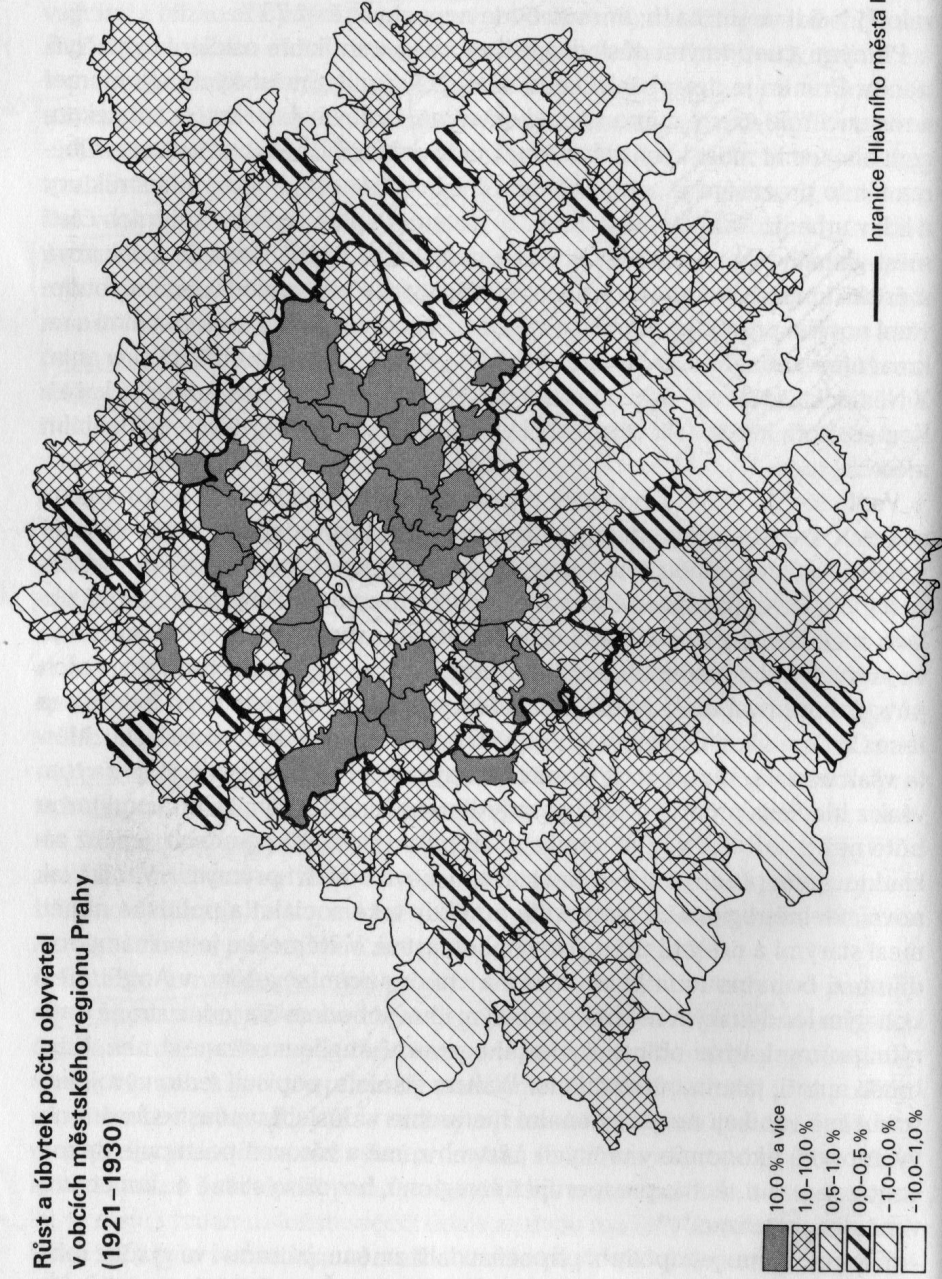 Růst a úbytek počtu obyvatel
v obcích městského regionu Prahy
(1921–1930)
10,0 % a více
1,0–10,0 %
0,5–1,0 %
0,0–0,5 %
–1,0–0,0 %
–10,0–1,0%
hranice Hlavního města